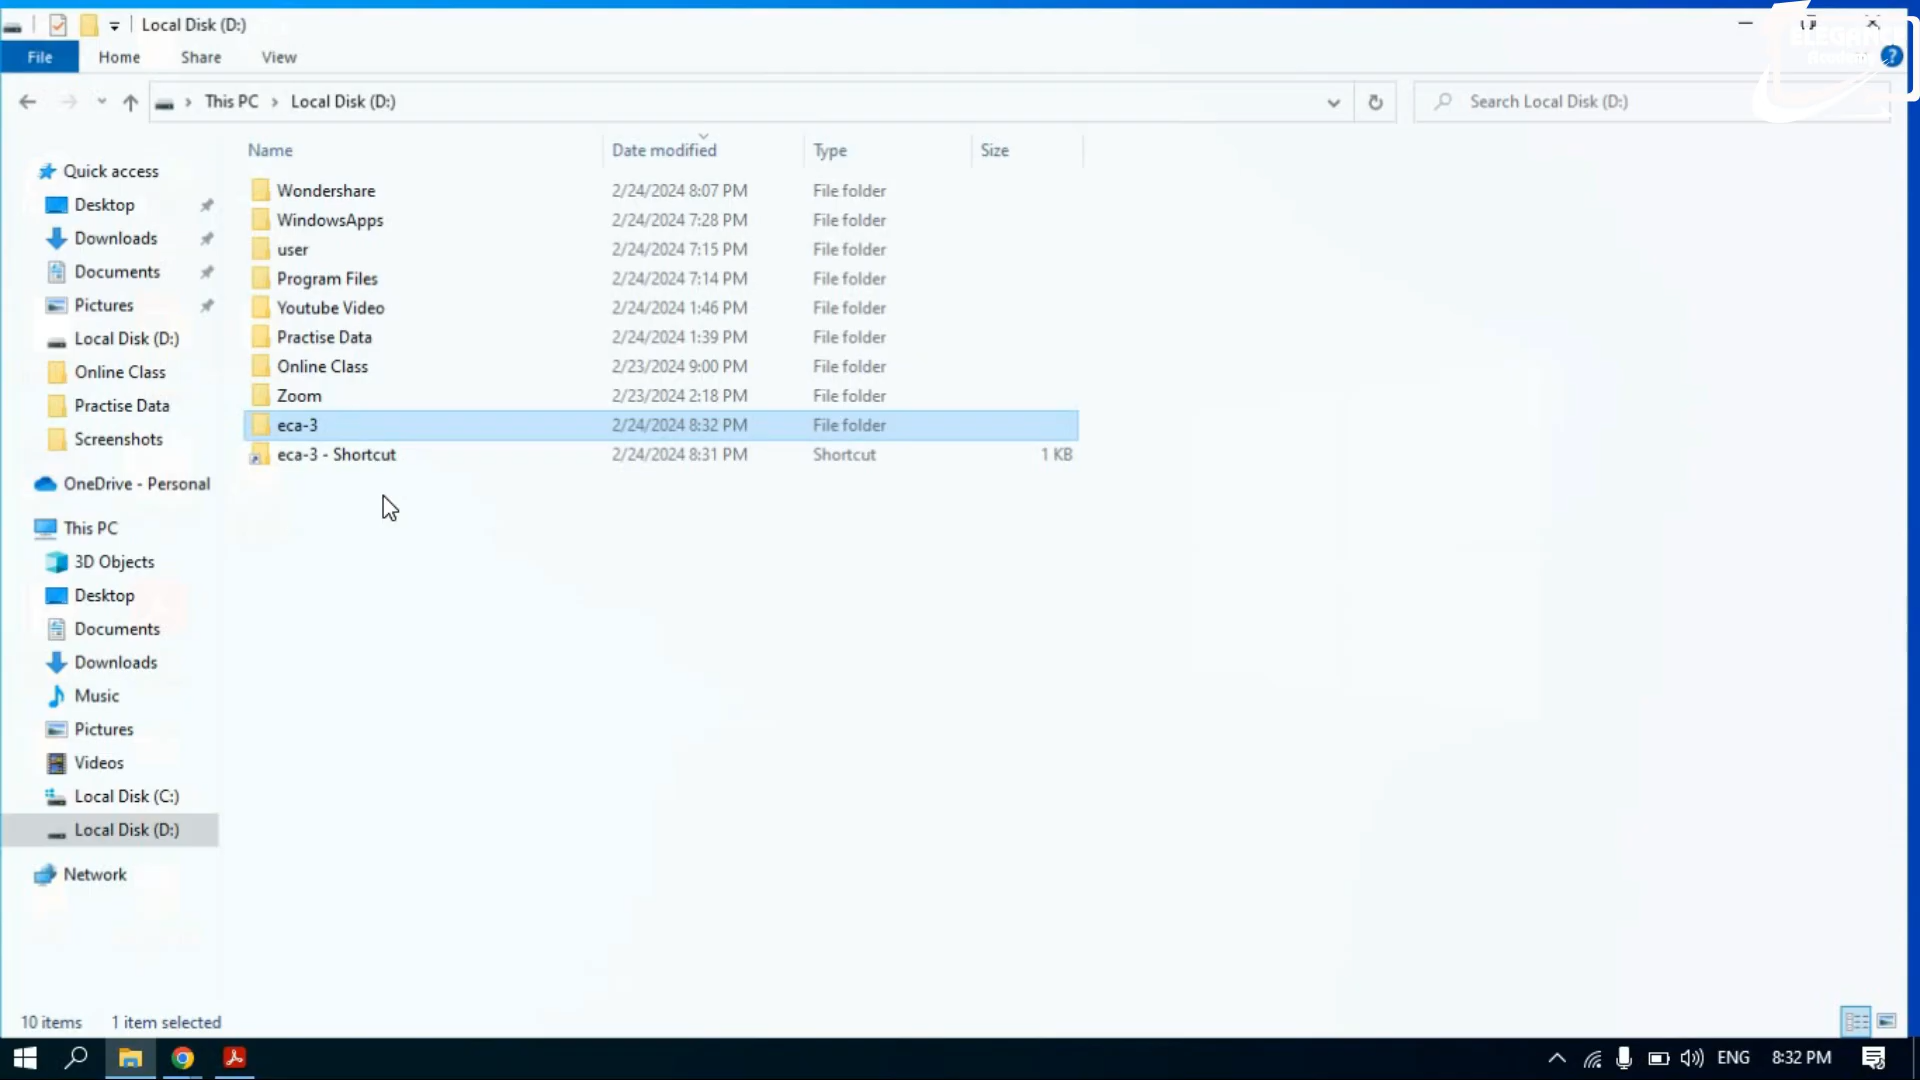 Local Disk (D:)
ELEGANT
Academy
File Home Share View
This PC Local Disk (D:) Search Local Disk (D:)
Name Date modified Type Size
Quick access
Desktop
Downloads
Documents
Pictures
Local Disk (D:)
Online Class
Practise Data
Screenshots
OneDrive - Personal
This PC
3D Objects
Desktop
Documents
Downloads
Music
Pictures
Videos
Local Disk (C:)
Local Disk (D:)
Network
Wondershare 2/24/2024 8:07 PM File folder
WindowsApps 2/24/2024 7:28 PM File folder
user 2/24/2024 7:15 PM File folder
Program Files 2/24/2024 7:14 PM File folder
Youtube Video 2/24/2024 1:46 PM File folder
Practise Data 2/24/2024 1:39 PM File folder
Online Class 2/23/2024 9:00 PM File folder
Zoom 2/23/2024 2:18 PM File folder
eca-3 2/24/2024 8:32 PM File folder
eca-3 - Shortcut 2/24/2024 8:31 PM Shortcut 1 KB
10 items 1 item selected
ENG 8:32 PM